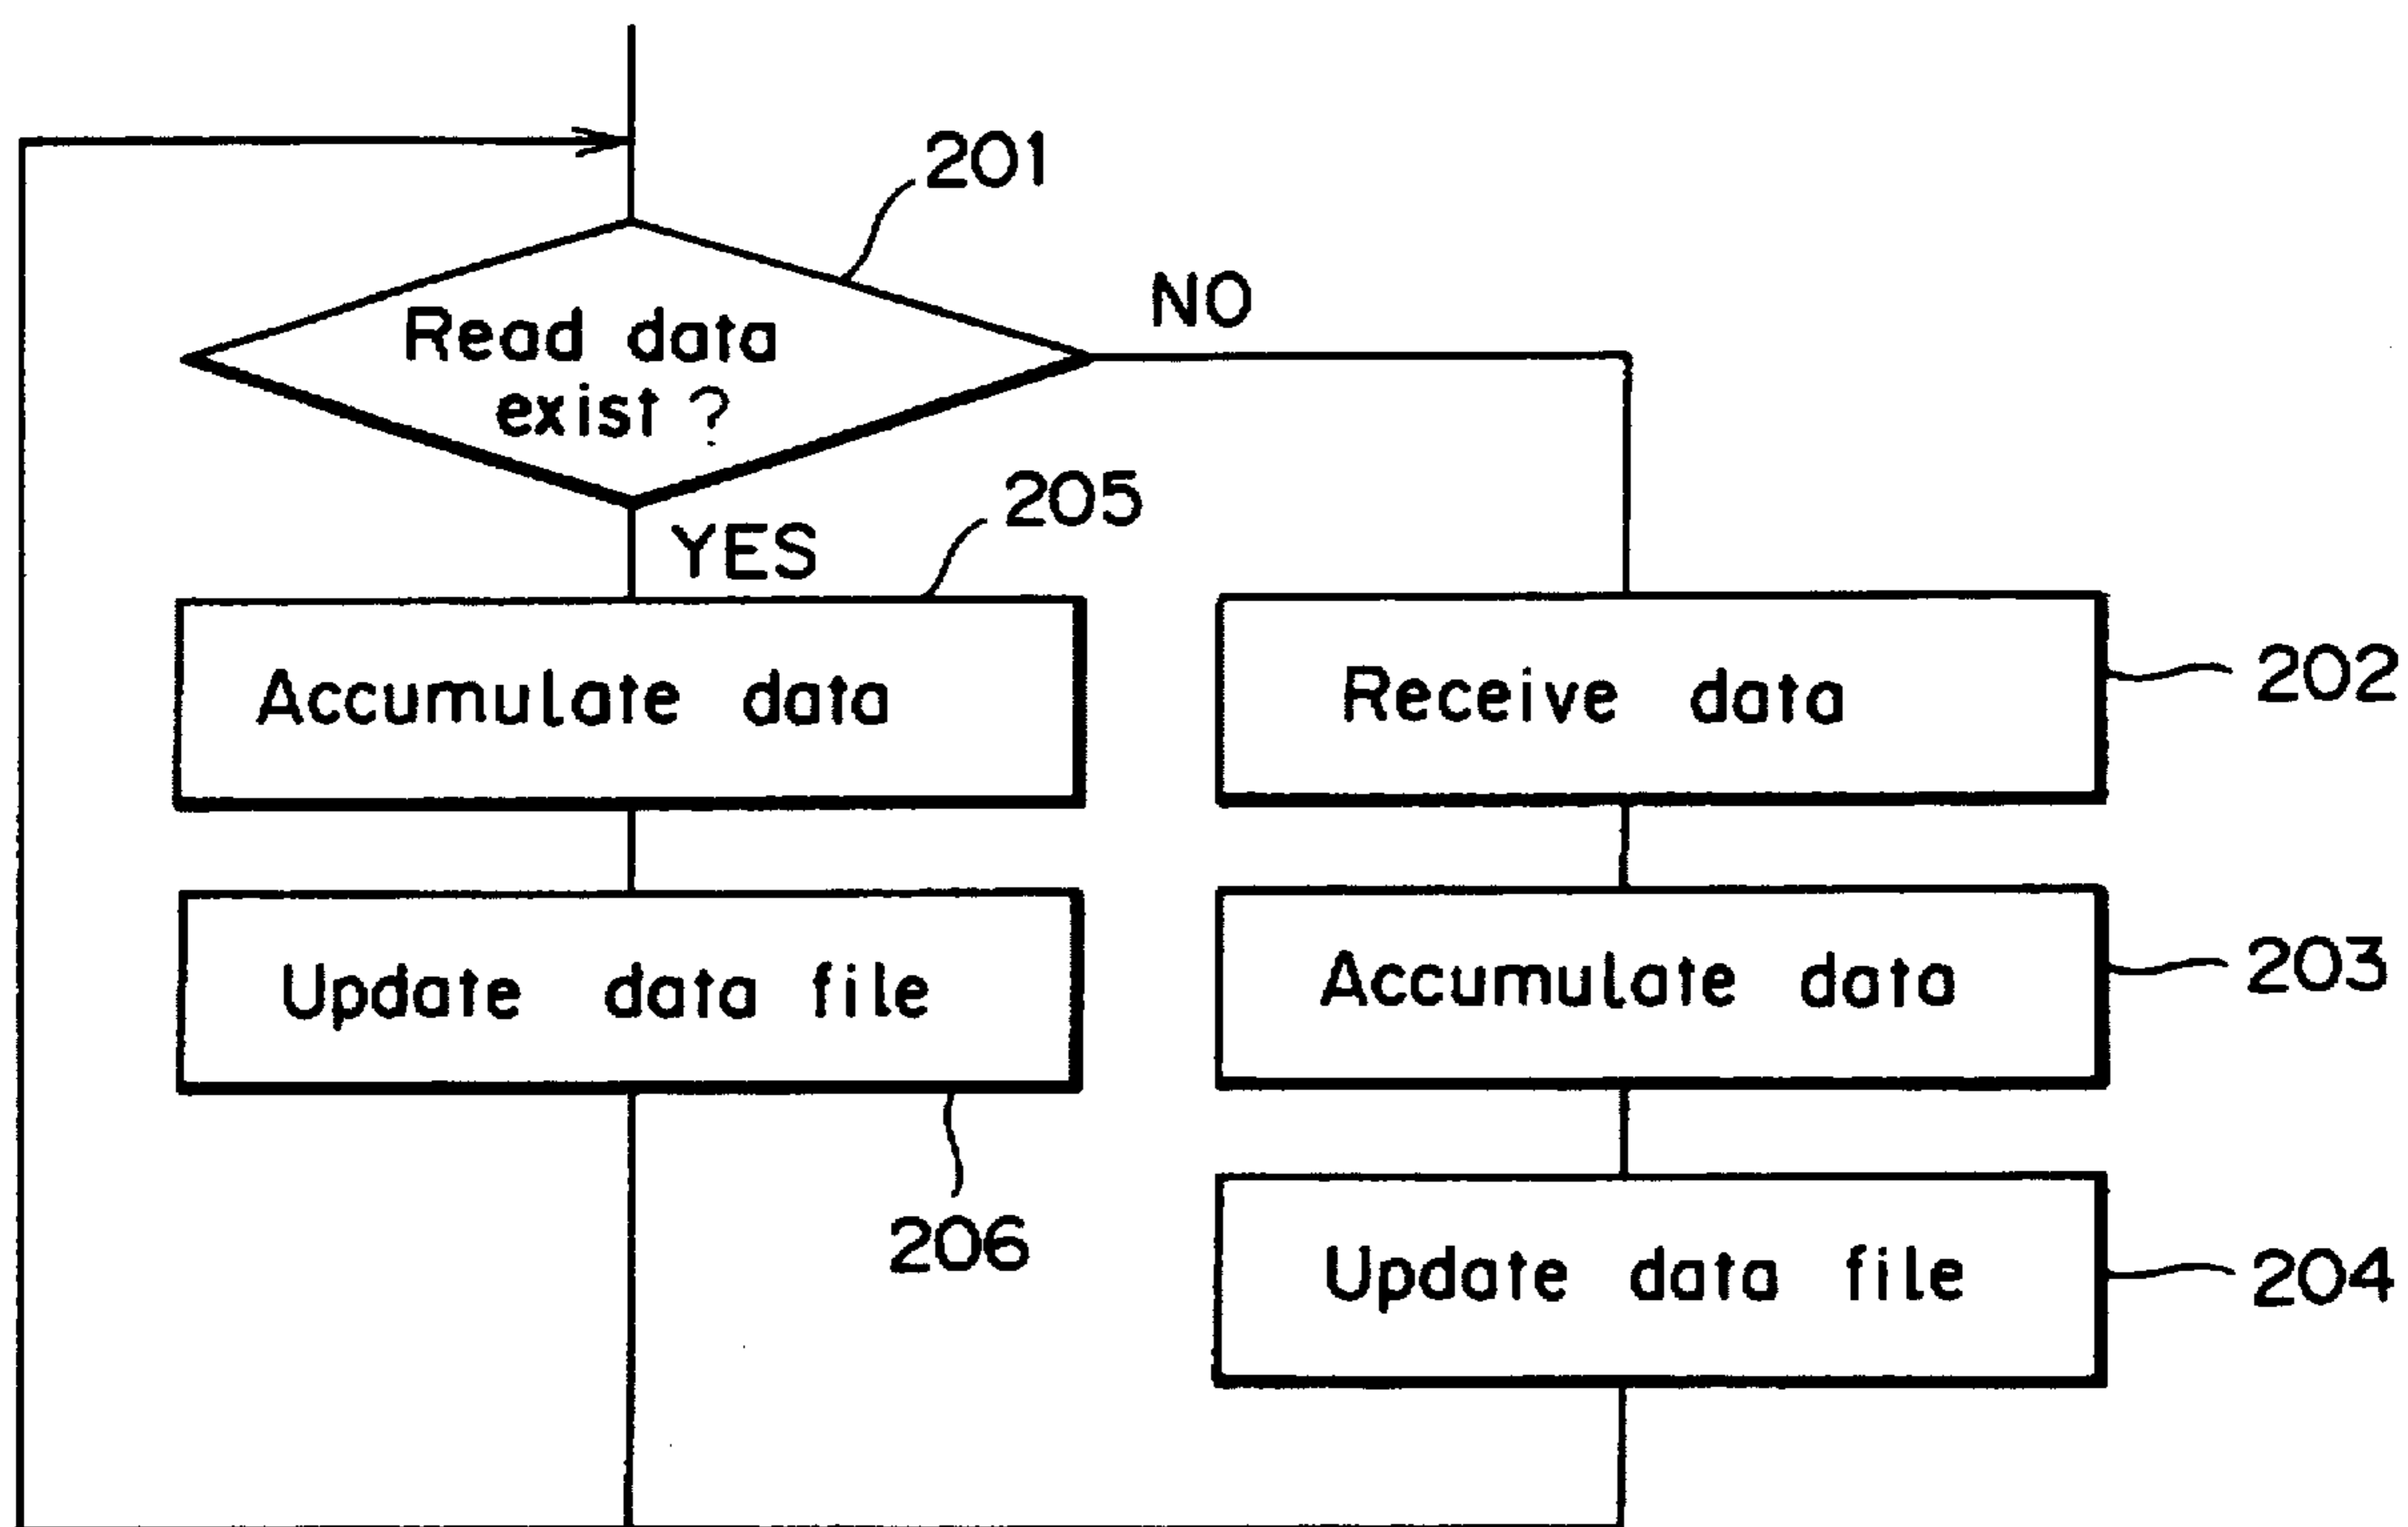 201
NO
Read data
exist ?
205
YES
Accumulate data
Receive data
202
Update data file
Accumulate data
203
206
Update data file
204